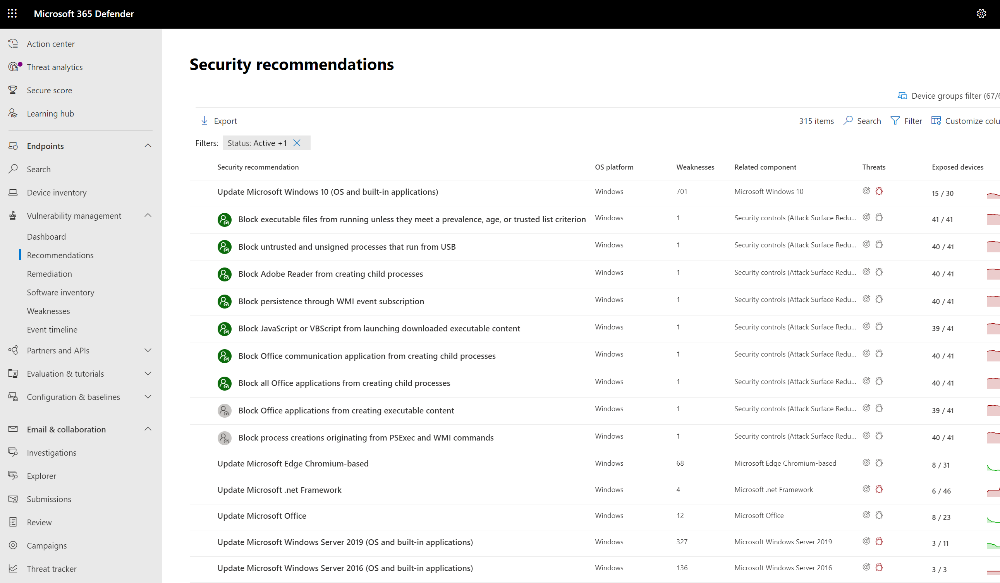 Microsoft 365 Defender
Action center
Threat analytics
Secure score
Learning hub
Endpoints
Search
Device inventory
Vulnerability management
Dashboard
Recommendations
Remediation
Software inventory
Weaknesses
Event timeline
Partners and APIs
Evaluation & tutorials
Configuration & baselines
Email & collaboration
Investigations
Explorer
Submissions
Review
Campaigns
Threat tracker
Security recommendations
Device groups filter (67/6
Export
315 items Search Filter Customize colu
Filters: Status: Active +1
Security recommendation OS platform Weaknesses Related component Threats Exposed devices
Update Microsoft Windows 10 (OS and built-in applications) Windows 701 Microsoft Windows 10 15 / 30
Block executable files from running unless they meet a prevalence, age, or trusted list criterion Windows 1 Security controls (Attack Surface Redu... 41 / 41
Block untrusted and unsigned processes that run from USB Windows 1 Security controls (Attack Surface Redu... 40 / 41
Block Adobe Reader from creating child processes Windows 1 Security controls (Attack Surface Redu... 40 / 41
Block persistence through WMI event subscription Windows 1 Security controls (Attack Surface Redu... 40 / 41
Block JavaScript or VBScript from launching downloaded executable content Windows 1 Security controls (Attack Surface Redu... 39 / 41
Block Office communication application from creating child processes Windows 1 Security controls (Attack Surface Redu... 40 / 41
Block all Office applications from creating child processes Windows 1 Security controls (Attack Surface Redu... 40 / 41
Block Office applications from creating executable content Windows 1 Security controls (Attack Surface Redu... 39 / 41
Block process creations originating from PSExec and WMI commands Windows 1 Security controls (Attack Surface Redu... 40 / 41
Update Microsoft Edge Chromium-based Windows 68 Microsoft Edge Chromium-based 8 / 31
Update Microsoft .net Framework Windows 4 Microsoft .net Framework 6 / 46
Update Microsoft Office Windows 12 Microsoft Office 8 / 23
Update Microsoft Windows Server 2019 (OS and built-in applications) Windows 327 Microsoft Windows Server 2019 3 / 11
Update Microsoft Windows Server 2016 (OS and built-in applications) Windows 136 Microsoft Windows Server 2016 3 / 3